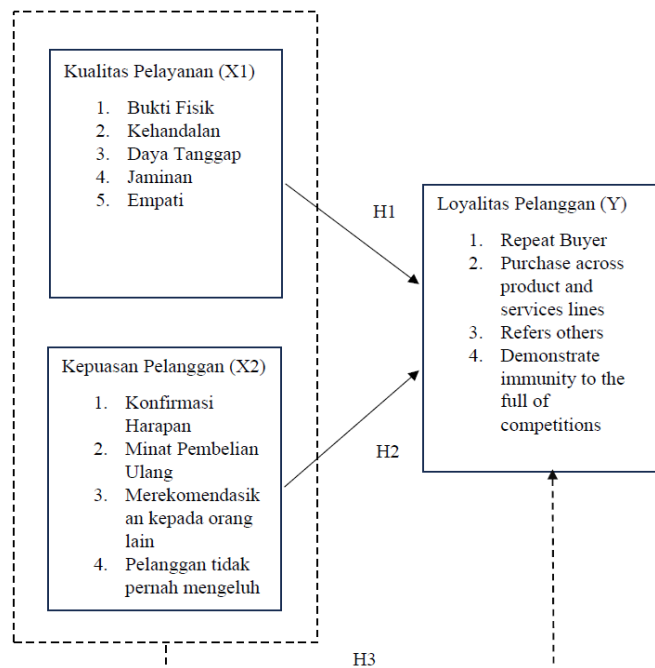 Kualitas Pelayanan (X1)
1. Bukti Fisik
2. Kehandalan
3. Daya Tanggap
4. Jaminan
5. Empati
H1
Loyalitas Pelanggan (Y)
1. Repeat Buyer
2. Purchase across
product and
services lines
3. Refers others
4. Demonstrate
immunity to the
full of
competitions
Kepuasan Pelanggan (X2)
1. Konfirmasi
Harapan
2. Minat Pembelian
Ulang
3. Merekomendasik
an kepada orang
lain
4. Pelanggan tidak
pernah mengeluh
H2
H3